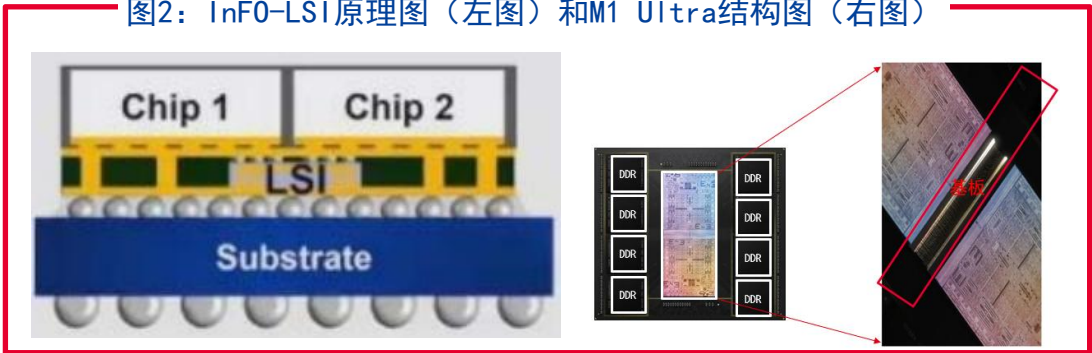 图2：InFO-LSI原理图（左图）和M1 Ultra结构图（右图）
Chip 1
Chip 2
LSI
Substrate
DDR
DDR
DDR
DDR
DDR
DDR
DDR
DDR
基板